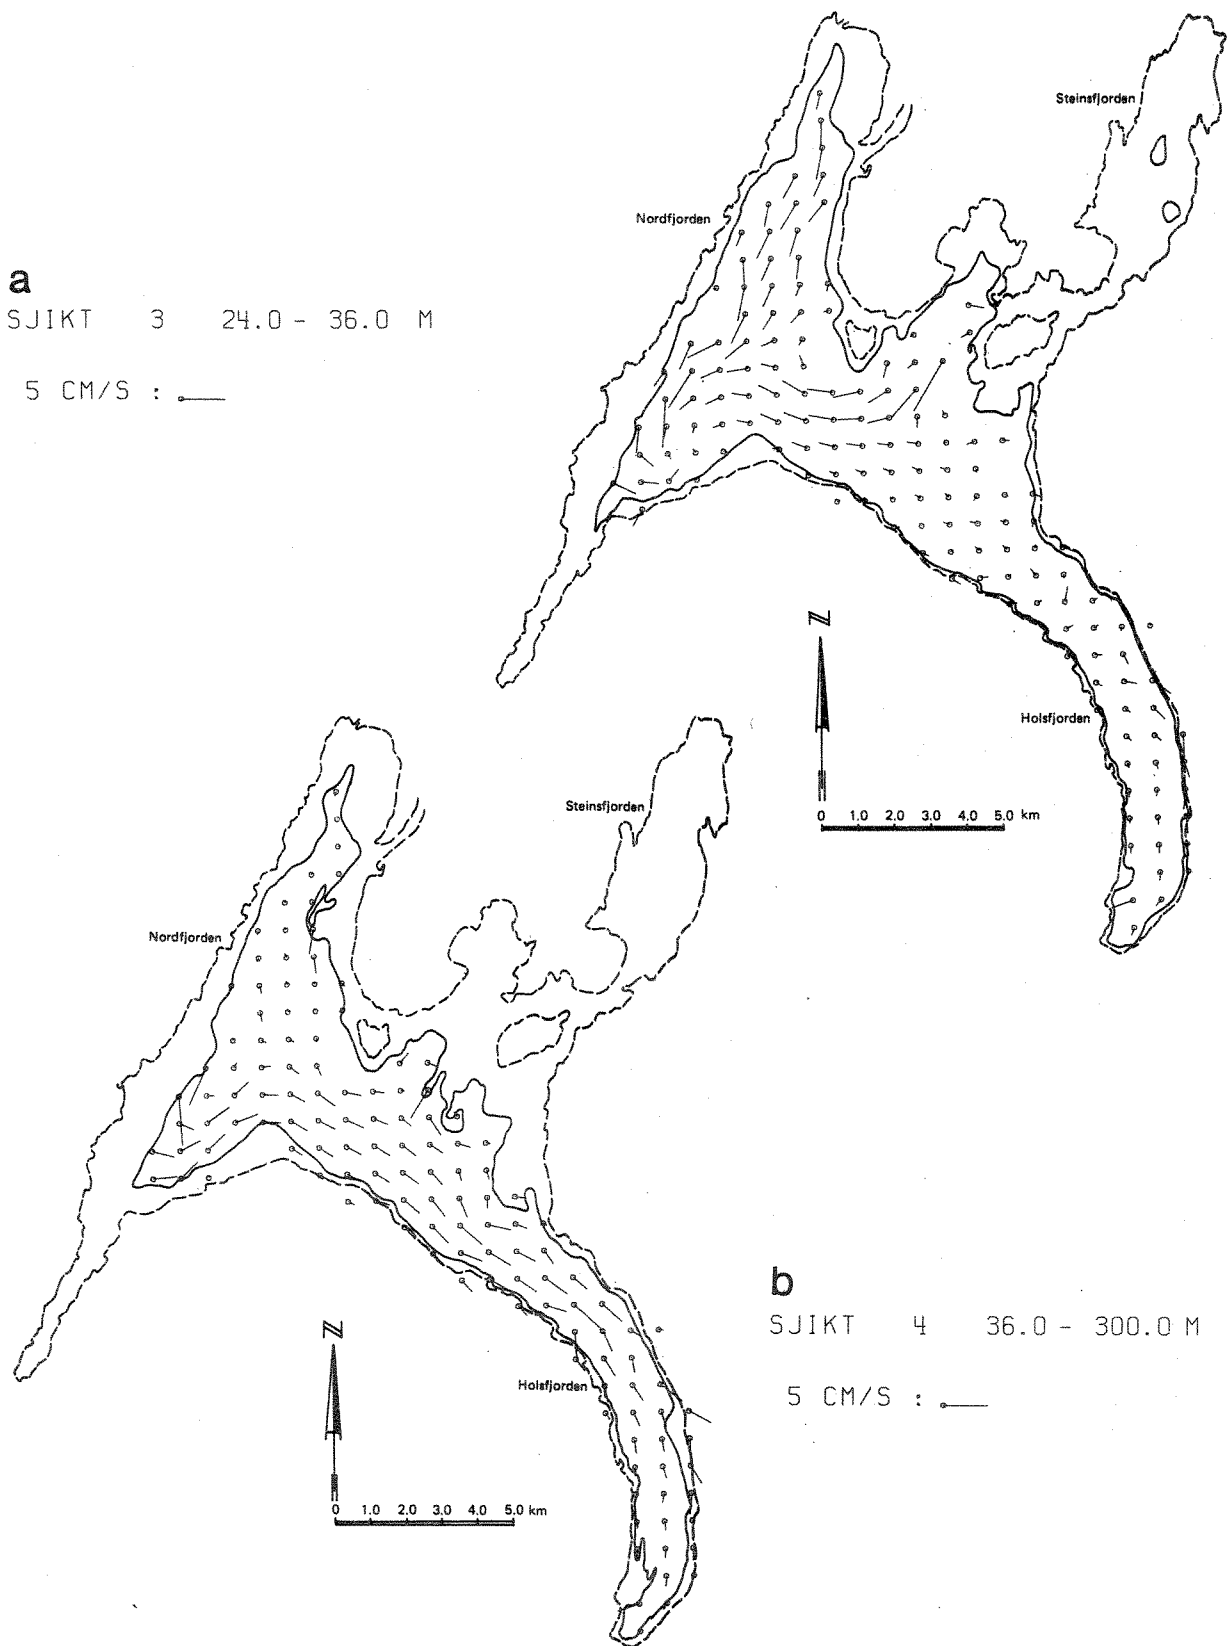 a
SJIKT 3 24.0 - 36.0 M
5 CM/S :
Nordfjorden
Steinsfjorden
Holsfjorden
N
0 1.0 2.0 3.0 4.0 5.0 km
b
SJIKT 4 36.0 - 300.0 M
5 CM/S :
Nordfjorden
Steinsfjorden
Holsfjorden
N
0 1.0 2.0 3.0 4.0 5.0 km